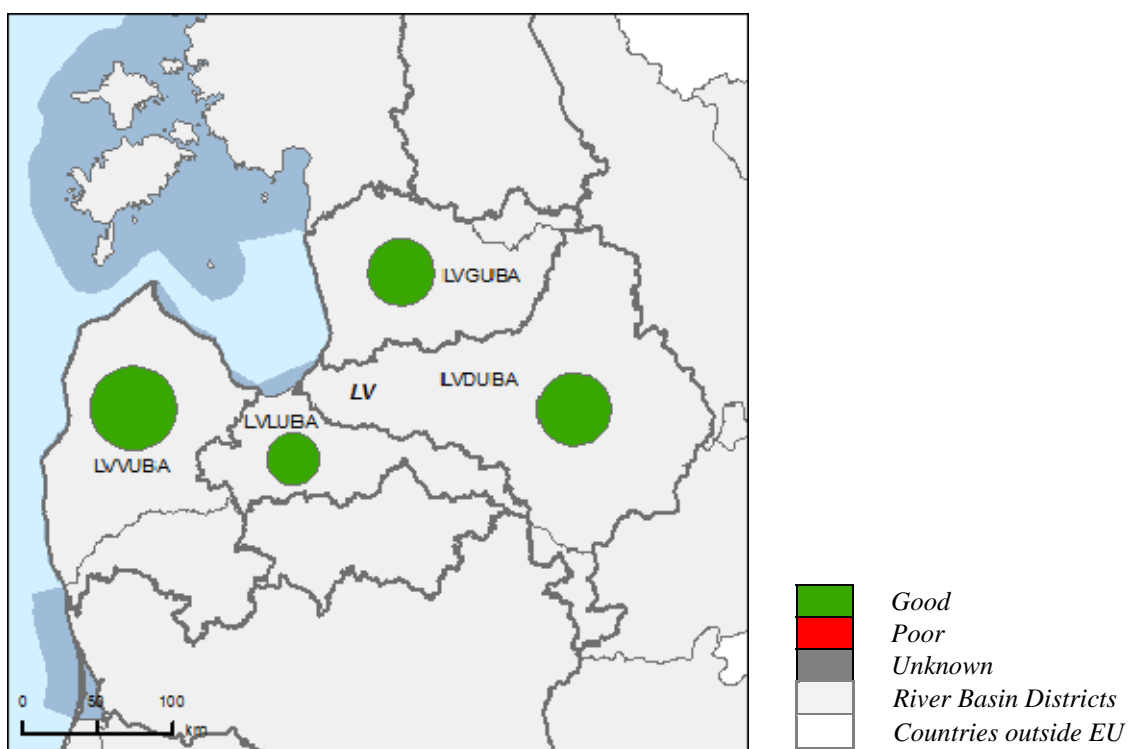 LVGUBA
LV
LVDUBA
LVLUBA
LVVUBA
0 50 100
km
Good
Poor
Unknown
River Basin Districts
Countries outside EU